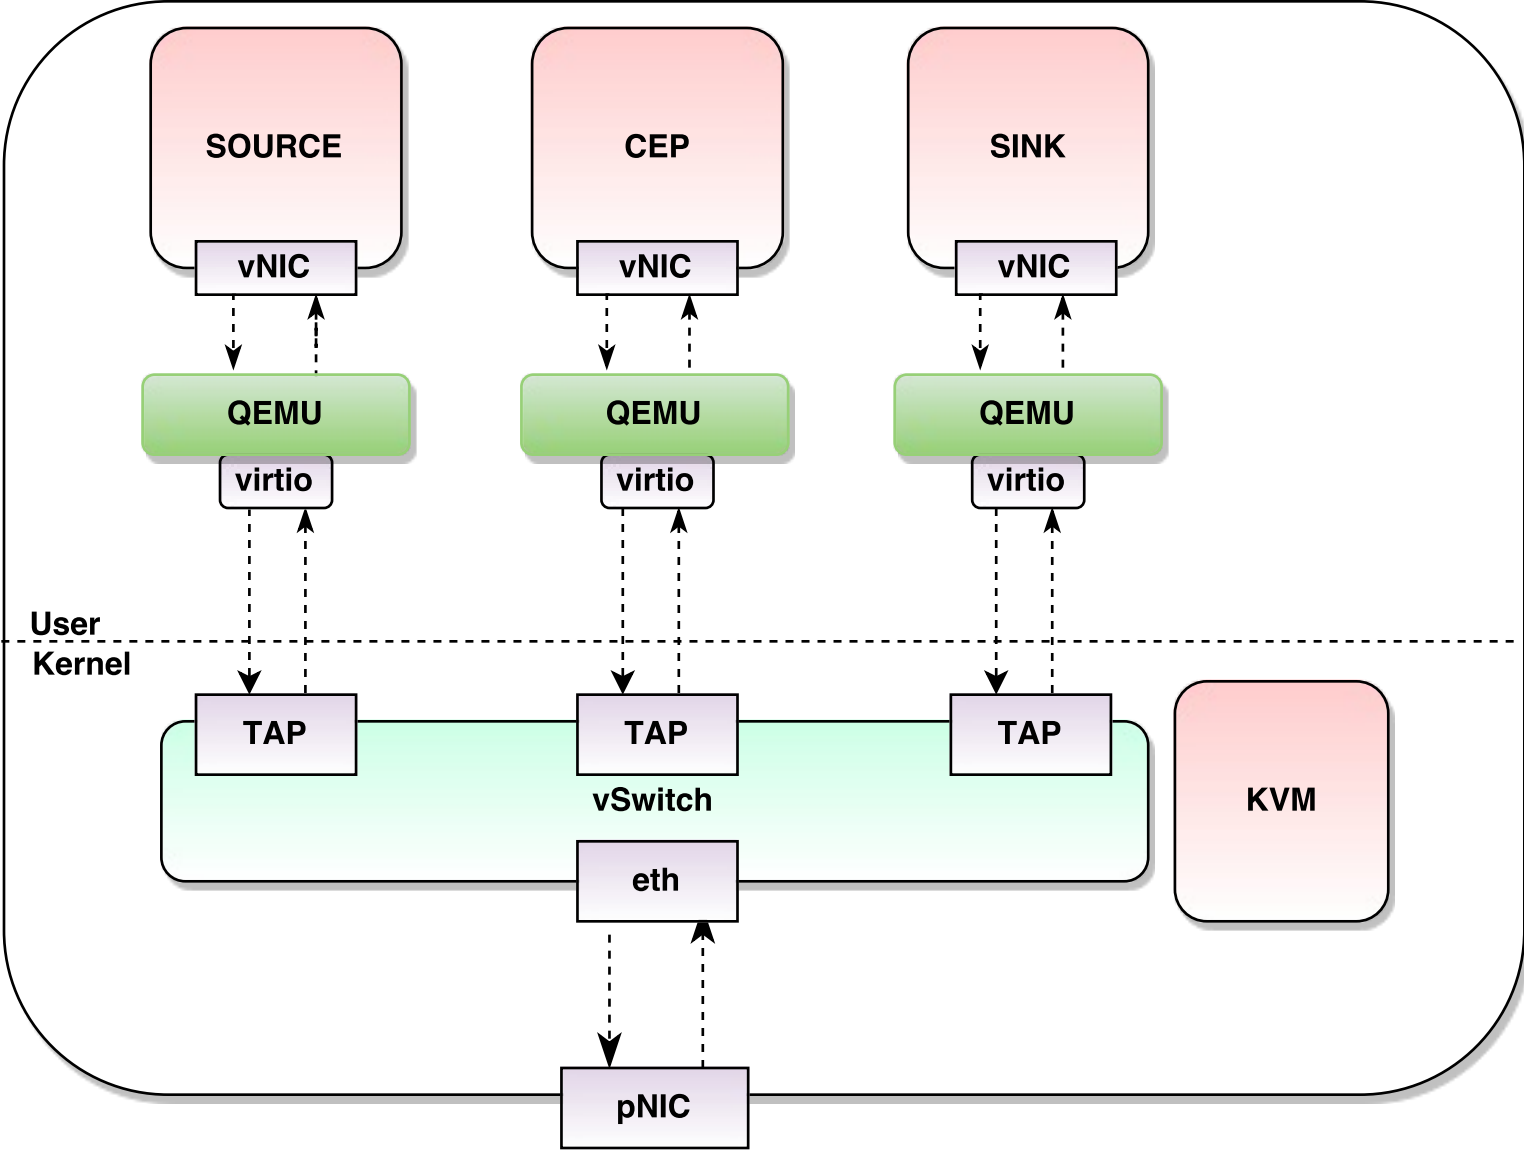 SOURCE
CEP
SINK
vNIC
vNIC
vNIC
QEMU
QEMU
QEMU
virtio
virtio
virtio
User
Kernel
TAP
TAP
TAP
vSwitch
KVM
eth
pNIC